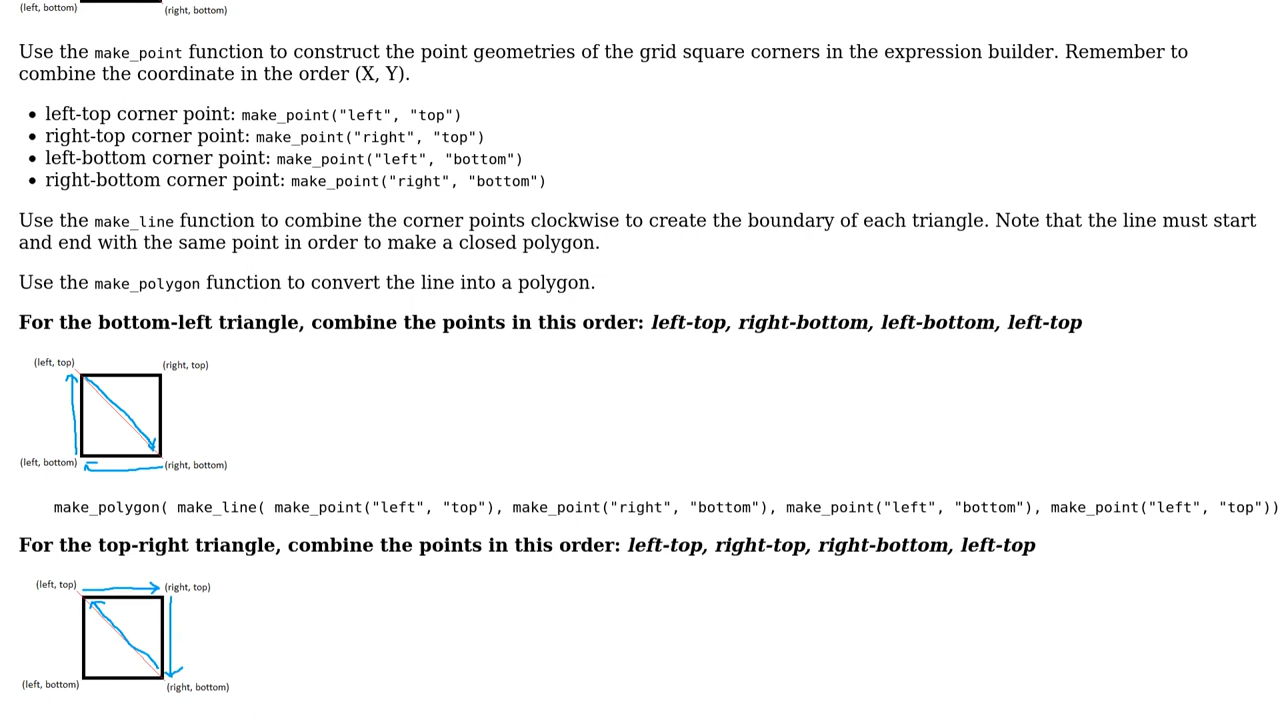 (left, bottom) (right, bottom)
Use the make_point function to construct the point geometries of the grid square corners in the expression builder. Remember to
combine the coordinate in the order (X, Y).
• left-top corner point: make_point("left", "top")
• right-top corner point: make_point("right", "top")
• left-bottom corner point: make_point("left", "bottom")
• right-bottom corner point: make_point("right", "bottom")
Use the make_line function to combine the corner points clockwise to create the boundary of each triangle. Note that the line must start
and end with the same point in order to make a closed polygon.
Use the make_polygon function to convert the line into a polygon.
For the bottom-left triangle, combine the points in this order: left-top, right-bottom, left-bottom, left-top
(left, top) (right, top)
(left, bottom) (right, bottom)
make_polygon( make_line( make_point("left", "top"), make_point("right", "bottom"), make_point("left", "bottom"), make_point("left", "top"))
For the top-right triangle, combine the points in this order: left-top, right-top, right-bottom, left-top
(left, top) (right, top)
(left, bottom) (right, bottom)